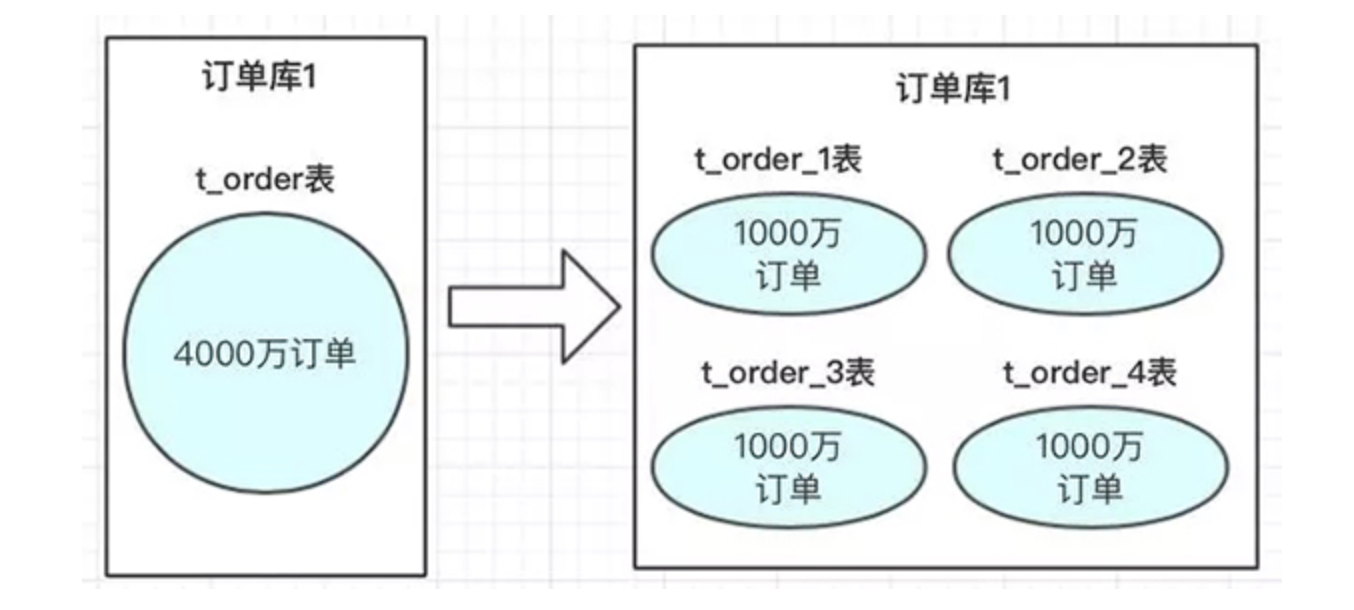 订单库1
t_order表
4000万订单
订单库1
t_order_1表
1000万
订单
t_order_2表
1000万
订单
t_order_3表
1000万
订单
t_order_4表
1000万
订单